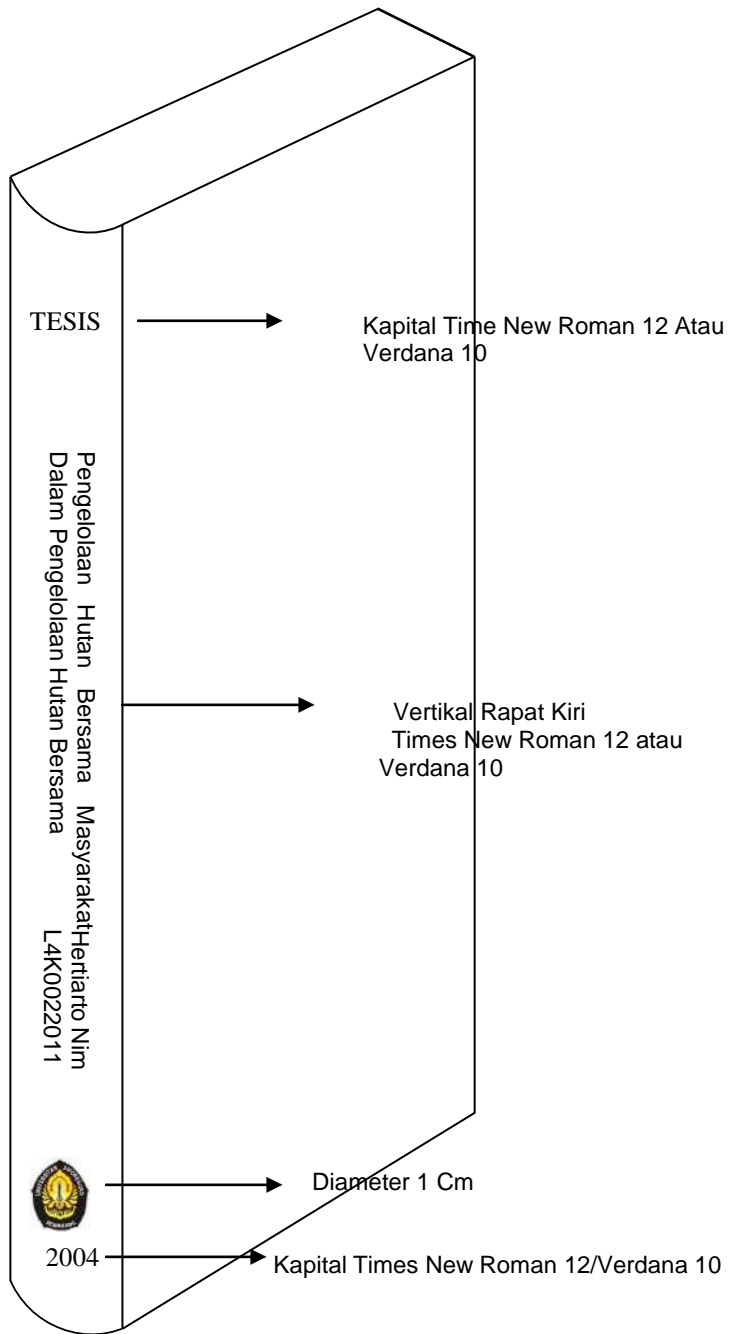 TESIS
Kapital Time New Roman 12 Atau
Verdana 10
Pengelolaan Hutan Bersama Masyarakat
Dalam Pengelolaan Hutan Bersama
Hertiarto Nim
L4K0022011
Vertikal Rapat Kiri
Times New Roman 12 atau
Verdana 10
Diameter 1 Cm
2004
Kapital Times New Roman 12/Verdana 10